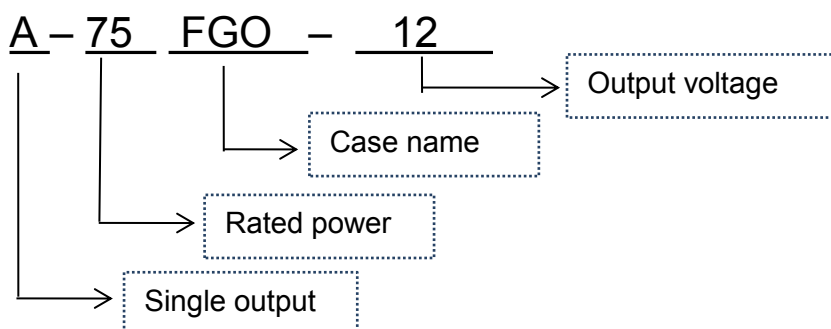 A – 75 FGO – 12
Output voltage
Case name
Rated power
Single output